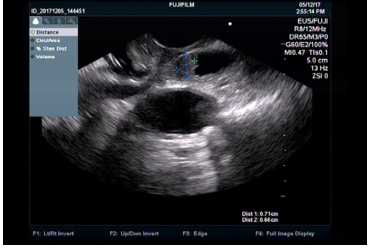 FUJIFILM
ID_20171205_144451
05/12/17
2:55:14 PM
Distance
Circ/Area
% Sten Dist
Volume
EUS/FUJI
R8/12MHz
DR65/M3/P0
G60/E2/100%
MI0.47 TIs0.1
5.0 cm
13 Hz
ZSI 0
Dist 1: 0.71cm
Dist 2: 0.66cm
F1: Lt/Rt Invert
F2: Up/Dwn Invert
F3: Edge
F4: Full Image Display